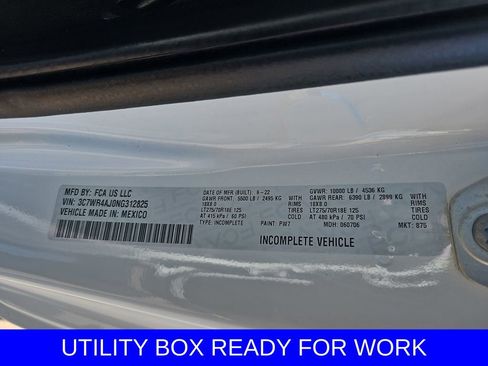 MFD BY: FCA US LLC
VIN: 3C7WR4AJ0NG312825
VEHICLE MADE IN: MEXICO
DATE OF MFR (BUILT): 6-22
GAWR FRONT: 5500 LB / 2495 KG
WITH
18X8.0
RIMS
LT275/70R18E 125
TIRES
AT 415 kPa / 60 PSI
COLD
TYPE: INCOMPLETE
PAINT: PW7
GVWR: 10000 LB / 4536 KG
GAWR REAR: 6390 LB / 2899 KG
WITH
18X8.0
RIMS
LT275/70R18E 125
TIRES
AT 480 kPa / 70 PSI
COLD
MDH: 060706
MKT: 875
INCOMPLETE VEHICLE
UTILITY BOX READY FOR WORK